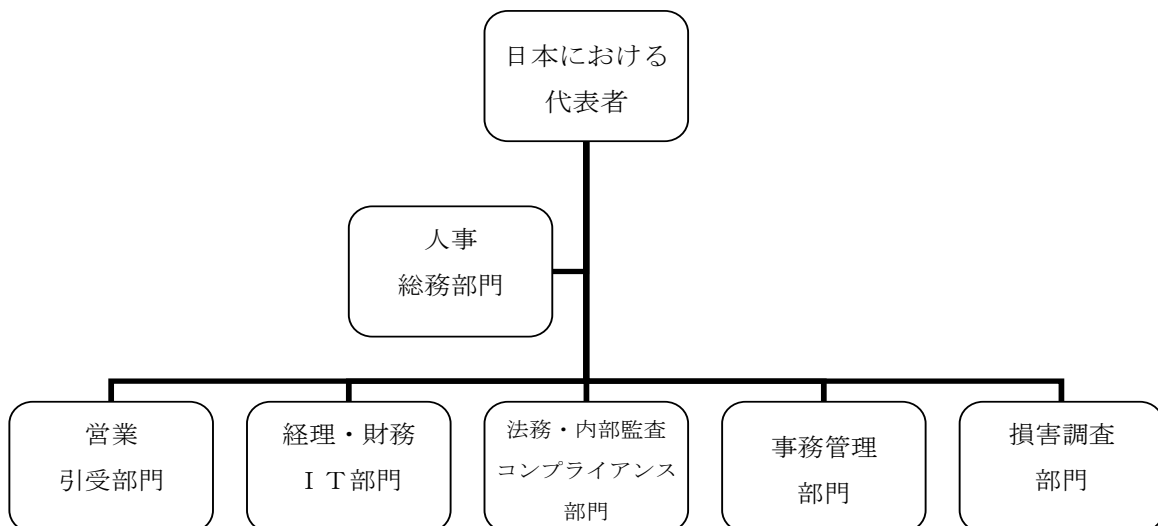 日本における
代表者
人事
総務部門
営業
引受部門
経理・財務
ＩＴ部門
法務・内部監査
コンプライアンス
部門
事務管理
部門
損害調査
部門